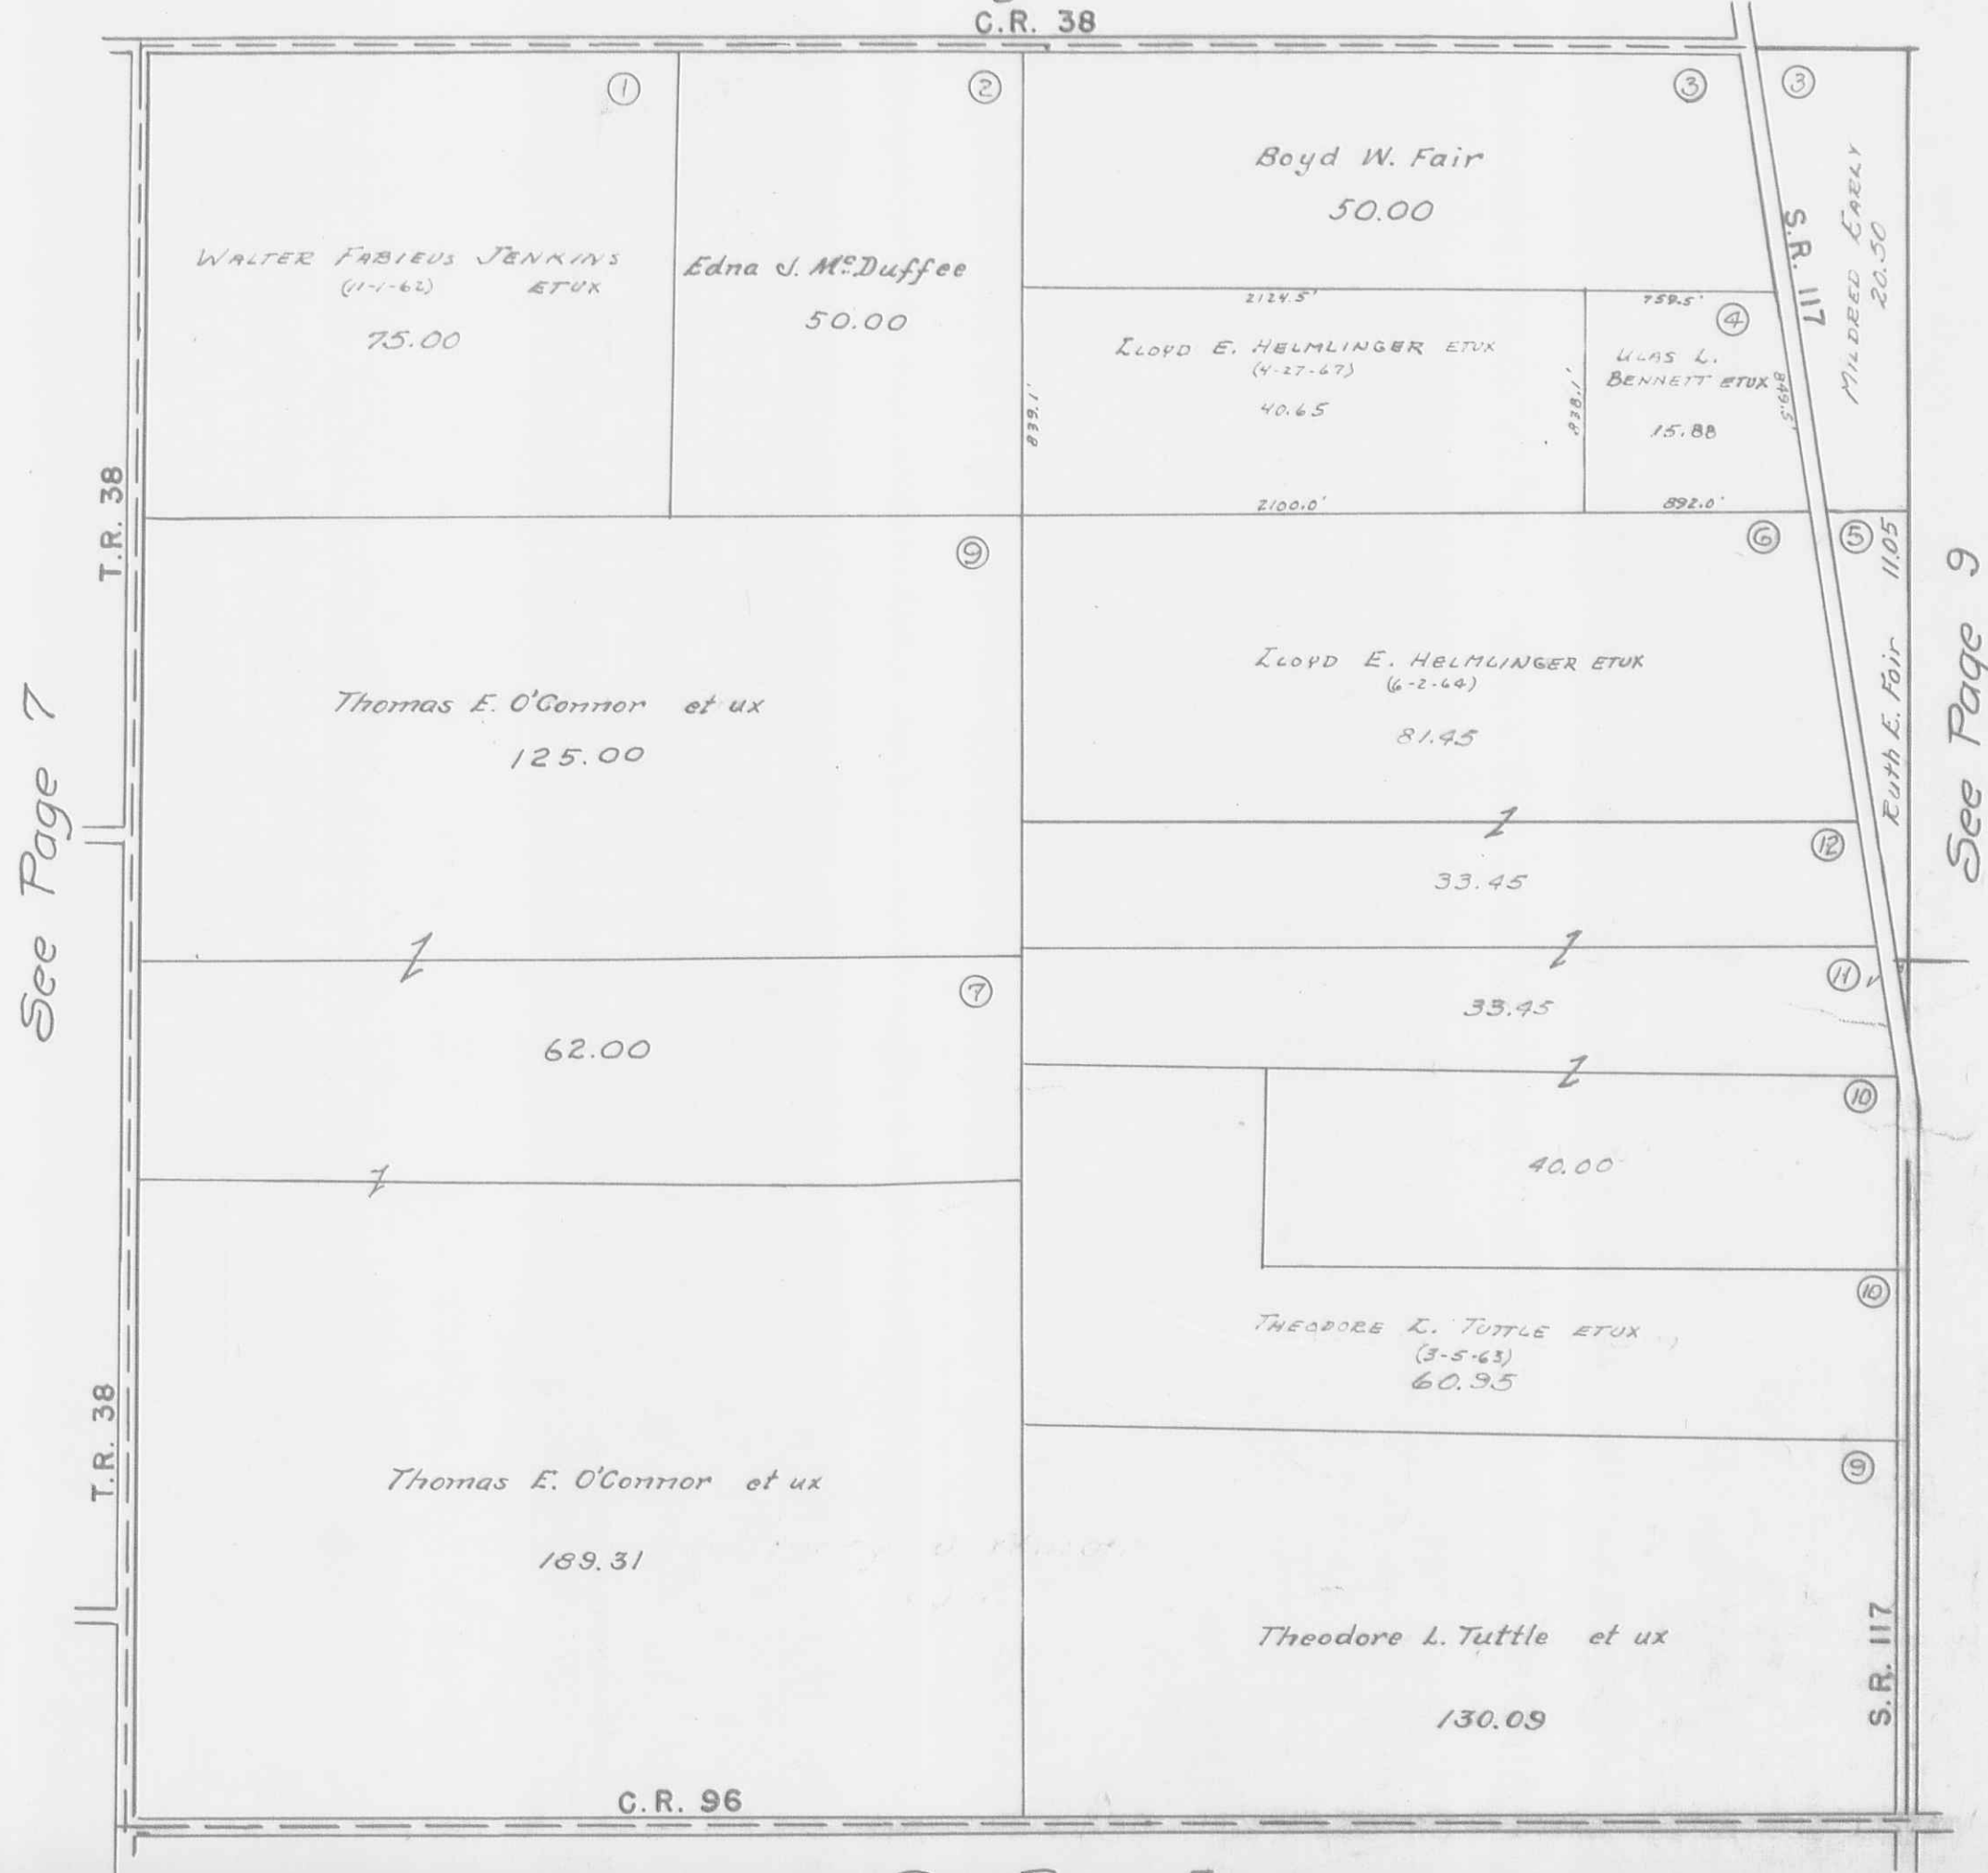 C.R. 38
①
②
③
③
Boyd W. Fair
50.00
MILDRED EARLY
20.50
S.R. 117
WALTER FABIEUS JENKINS
(11-1-62) ETUX
75.00
Edna J. McDuffee
50.00
2124.5'
759.5'
④
LLOYD E. HELMLINGER ETUX
(4-27-67)
40.65
839.1'
838.1'
ULAS L.
BENNETT ETUX
15.88
849.5'
2100.0'
892.0'
T.R. 38
⑨
⑥
⑤
Ruth E. Fair 11.05
See Page 7
See Page 9
Thomas E. O'Connor et ux
125.00
LLOYD E. HELMLINGER ETUX
(6-2-64)
81.45
⑫
33.45
⑦
62.00
⑪
33.45
⑩
40.00
⑩
THEODORE L. TUTTLE ETUX
(3-5-63)
60.95
T.R. 38
Thomas E. O'Connor et ux
189.31
⑨
Theodore L. Tuttle et ux
130.09
S.R. 117
C.R. 96